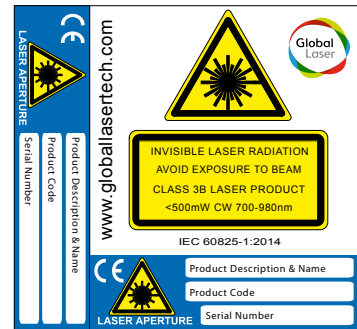 LASER APERTURE
CE
Serial Number
Product Code
Product Description & Name
www.globallasertech.com
Global
Laser
INVISIBLE LASER RADIATION
AVOID EXPOSURE TO BEAM
CLASS 3B LASER PRODUCT
<500mW CW 700-980nm
IEC 60825-1:2014
CE
LASER APERTURE
Product Description & Name
Product Code
Serial Number